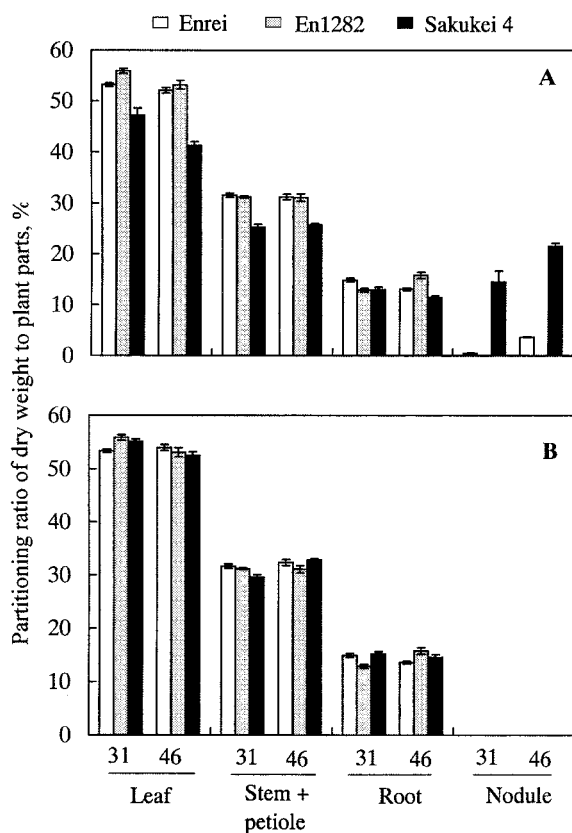 Enrei En1282 Sakukei 4
A
60
50
40
30
20
10
0
B
60
50
40
30
20
10
0
Partitioning ratio of dry weight to plant parts, %
31 46 31 46 31 46 31 46
Leaf Stem + petiole Root Nodule